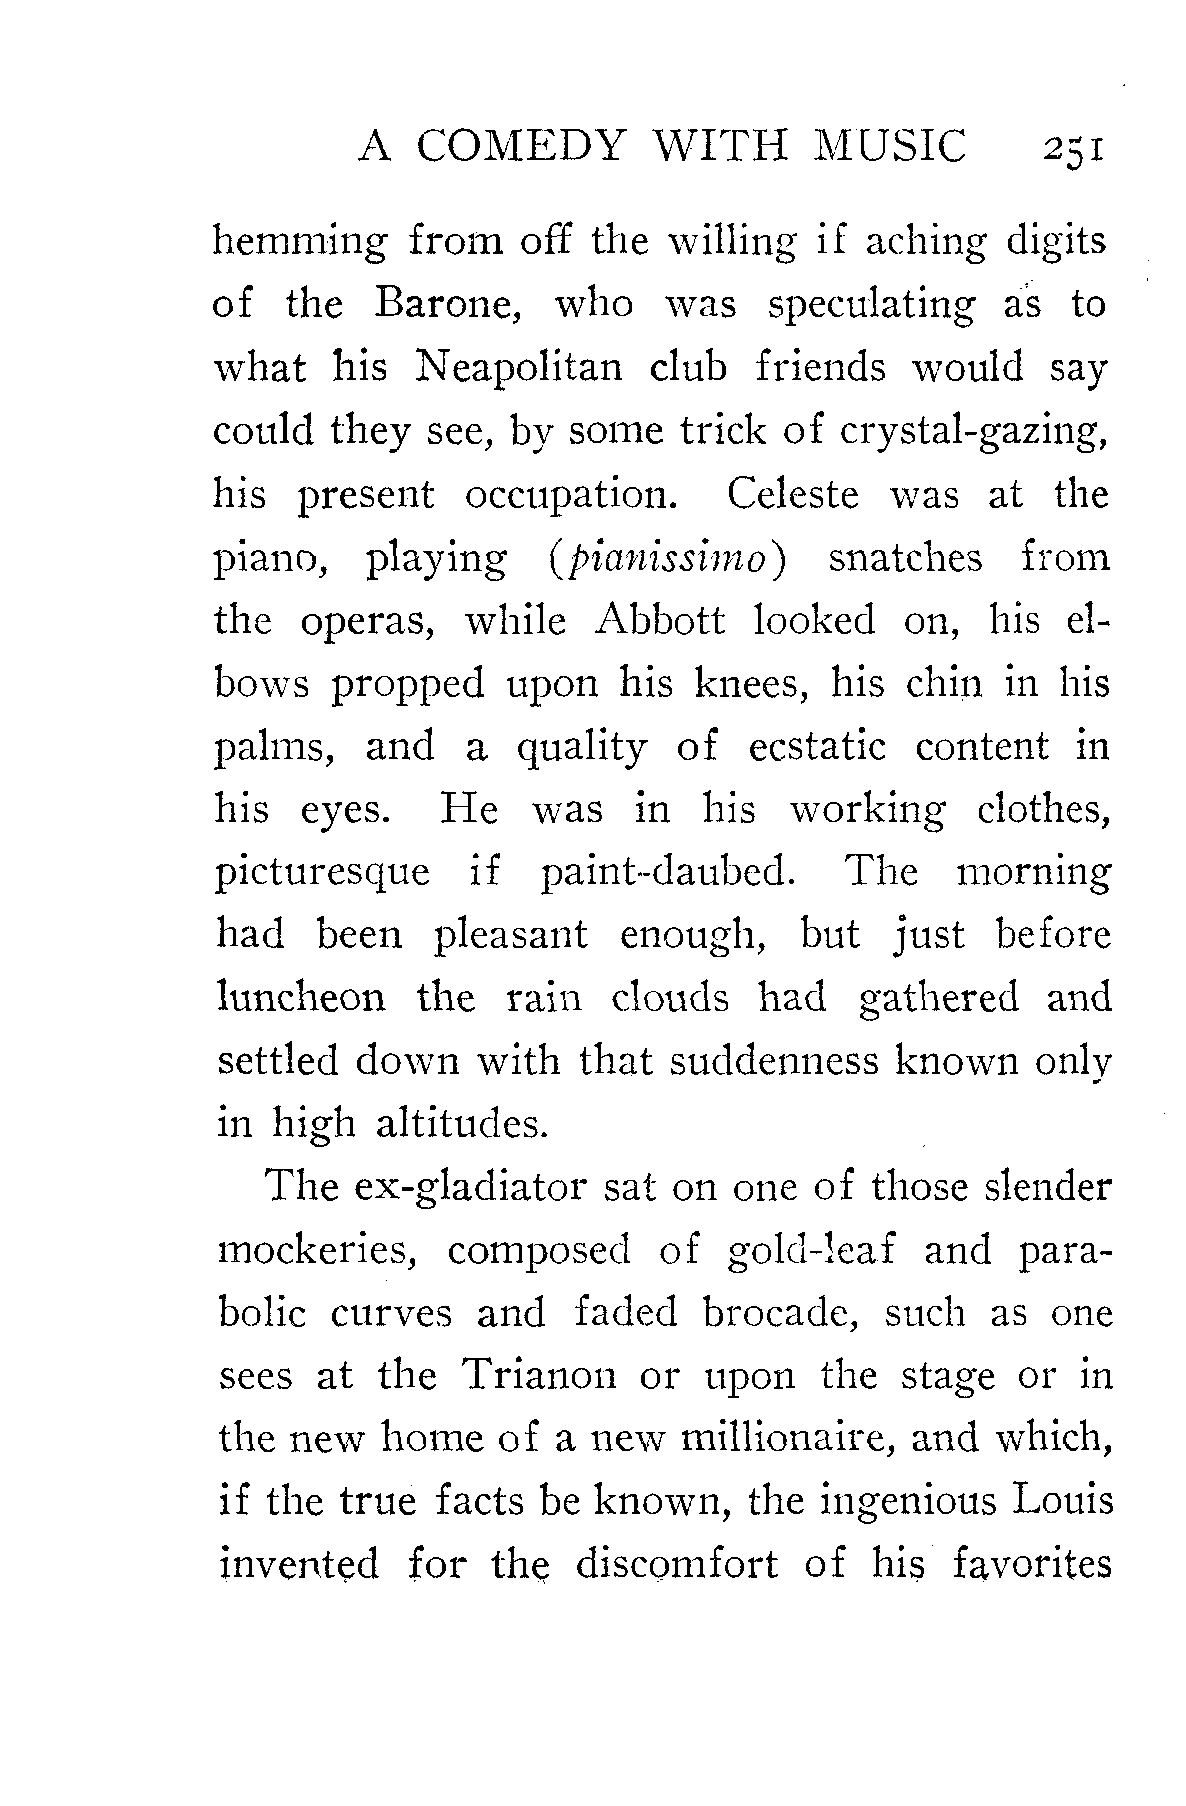 A COMEDY WITH MUSIC 251
hemming from off the willing if aching digits
of the Barone, who was speculating as to
what his Neapolitan club friends would say
could they see, by some trick of crystal-gazing,
his present occupation. Celeste was at the
piano, playing (pianissimo) snatches from
the operas, while Abbott looked on, his el-
bows propped upon his knees, his chin in his
palms, and a quality of ecstatic content in
his eyes. He was in his working clothes,
picturesque if paint-daubed. The morning
had been pleasant enough, but just before
luncheon the rain clouds had gathered and
settled down with that suddenness known only
in high altitudes.
The ex-gladiator sat on one of those slender
mockeries, composed of gold-leaf and para-
bolic curves and faded brocade, such as one
sees at the Trianon or upon the stage or in
the new home of a new millionaire, and which,
if the true facts be known, the ingenious Louis
invented for the discomfort of his favorites